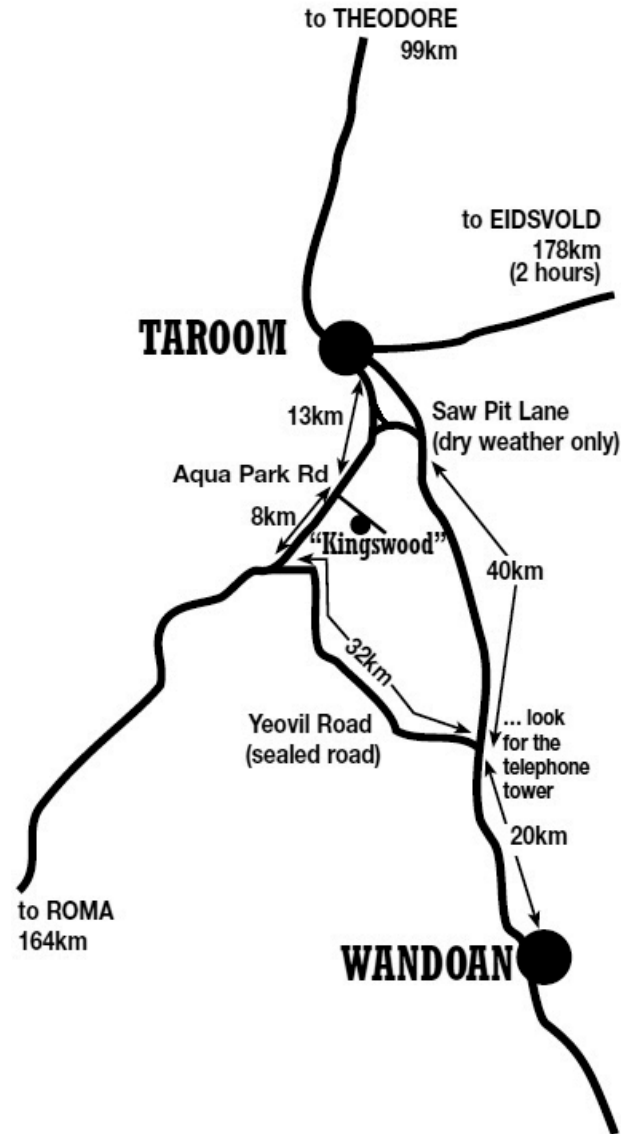 to THEODORE
99km
to EIDSVOLD
178km
(2 hours)
TAROOM
13km
Saw Pit Lane
(dry weather only)
Aqua Park Rd
8km
“Kingswood”
40km
32km
Yeovil Road
(sealed road)
... look
for the
telephone
tower
20km
to ROMA
164km
WANDOAN